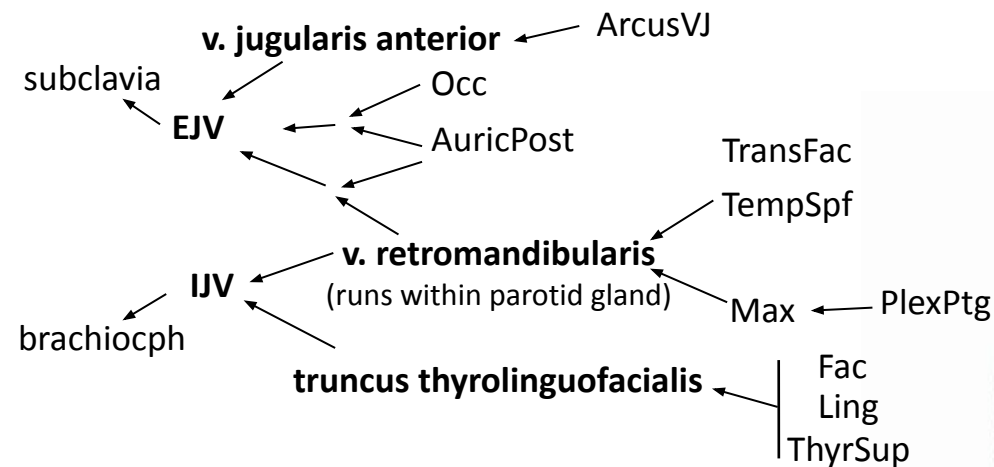 v. jugularis anterior
ArcusVJ
subclavia
Occ
EJV
AuricPost
TransFac
TempSpf
v. retromandibularis
IJV
(runs within parotid gland)
Max
PlexPtg
brachiocph
truncus thyrolinguofacialis
Fac
Ling
ThyrSup